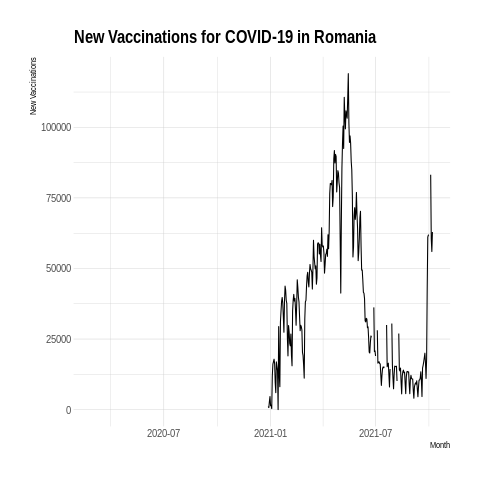 New Vaccinations for COVID-19 in Romania
New Vaccinations
100000
75000
50000
25000
0
2020-07
2021-01
2021-07
Month